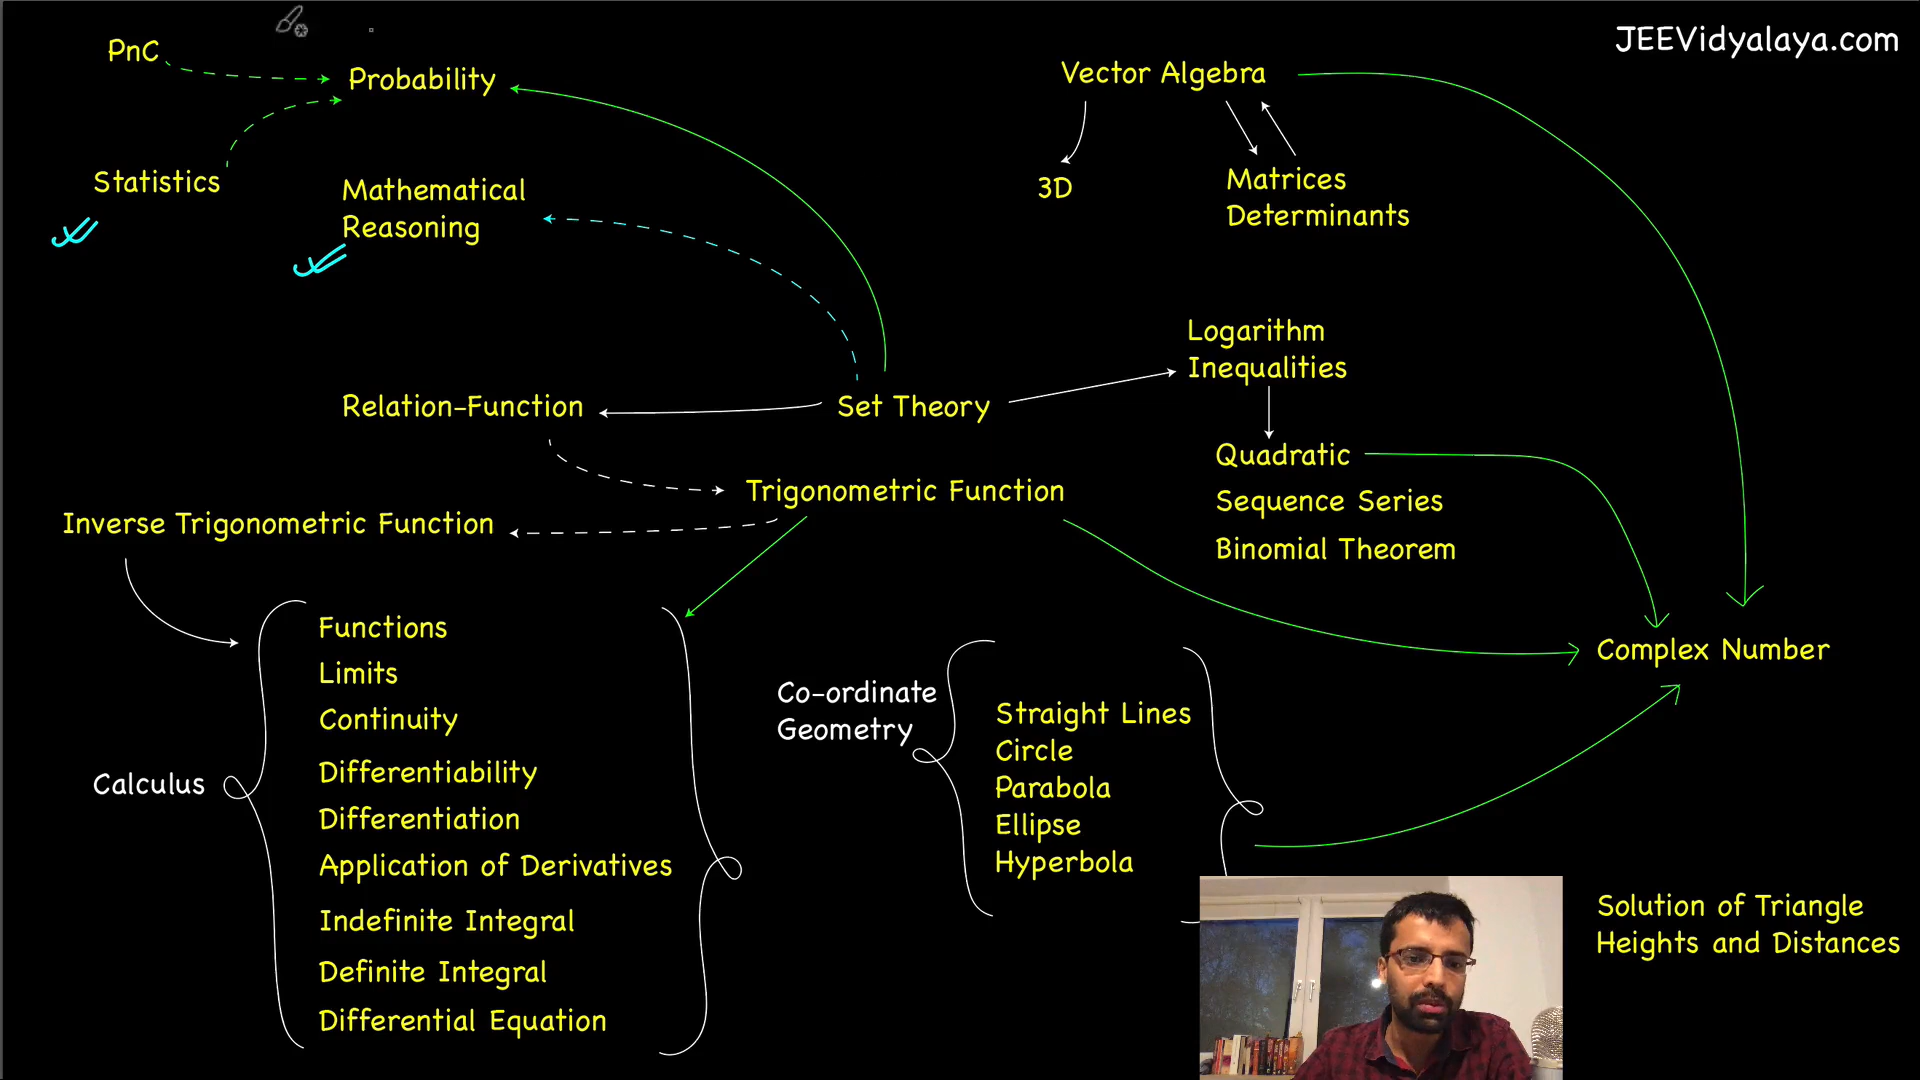 JEEVidyalaya.com
PnC
Probability
Statistics
Mathematical
Reasoning
Vector Algebra
3D
Matrices
Determinants
Logarithm
Inequalities
Relation-Function
Set Theory
Quadratic
Sequence Series
Binomial Theorem
Trigonometric Function
Inverse Trigonometric Function
Complex Number
Calculus
Functions
Limits
Continuity
Differentiability
Differentiation
Application of Derivatives
Indefinite Integral
Definite Integral
Differential Equation
Co-ordinate
Geometry
Straight Lines
Circle
Parabola
Ellipse
Hyperbola
Solution of Triangle
Heights and Distances